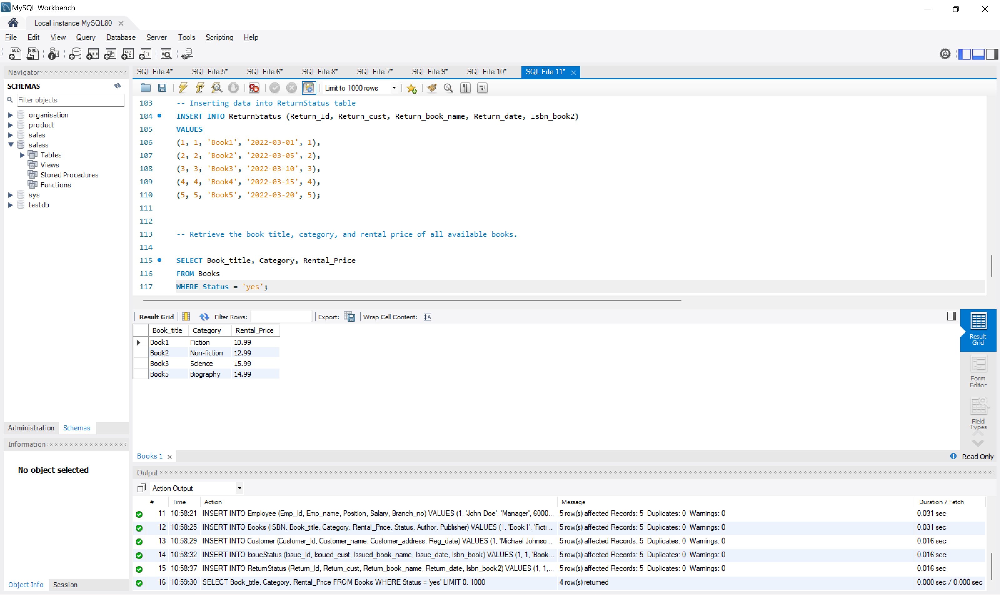 MySQL Workbench
Local instance MySQL80
File Edit View Query Database Server Tools Scripting Help
Navigator
SCHEMAS
Filter objects
organisation
product
sales
saless
Tables
Views
Stored Procedures
Functions
sys
testdb
Administration Schemas
Information
No object selected
Object Info Session
SQL File 4* SQL File 5* SQL File 6* SQL File 8* SQL File 7* SQL File 9* SQL File 10* SQL File 11*
Limit to 1000 rows
103 -- Inserting data into ReturnStatus table
104 INSERT INTO ReturnStatus (Return_Id, Return_cust, Return_book_name, Return_date, Isbn_book2)
105 VALUES
106 (1, 1, 'Book1', '2022-03-01', 1),
107 (2, 2, 'Book2', '2022-03-05', 2),
108 (3, 3, 'Book3', '2022-03-10', 3),
109 (4, 4, 'Book4', '2022-03-15', 4),
110 (5, 5, 'Book5', '2022-03-20', 5);
111
112
113 -- Retrieve the book title, category, and rental price of all available books.
114
115 SELECT Book_title, Category, Rental_Price
116 FROM Books
117 WHERE Status = 'yes';
Result Grid Filter Rows: Export: Wrap Cell Content:
Book_title Category Rental_Price
Book1 Fiction 10.99
Book2 Non-fiction 12.99
Book3 Science 15.99
Book5 Biography 14.99
Result
Grid
Form
Editor
Field
Types
Books 1 Read Only
Output
Action Output
# Time Action Message Duration / Fetch
11 10:58:21 INSERT INTO Employee (Emp_Id, Emp_name, Position, Salary, Branch_no) VALUES (1, 'John Doe', 'Manager', 6000... 5 row(s) affected Records: 5 Duplicates: 0 Warnings: 0 0.031 sec
12 10:58:25 INSERT INTO Books (ISBN, Book_title, Category, Rental_Price, Status, Author, Publisher) VALUES (1, 'Book1', 'Ficti... 5 row(s) affected Records: 5 Duplicates: 0 Warnings: 0 0.031 sec
13 10:58:29 INSERT INTO Customer (Customer_Id, Customer_name, Customer_address, Reg_date) VALUES (1, 'Michael Johnso... 5 row(s) affected Records: 5 Duplicates: 0 Warnings: 0 0.016 sec
14 10:58:32 INSERT INTO IssueStatus (Issue_Id, Issued_cust, Issued_book_name, Issue_date, Isbn_book) VALUES (1, 1, 'Book... 5 row(s) affected Records: 5 Duplicates: 0 Warnings: 0 0.016 sec
15 10:58:37 INSERT INTO ReturnStatus (Return_Id, Return_cust, Return_book_name, Return_date, Isbn_book2) VALUES (1, 1,... 5 row(s) affected Records: 5 Duplicates: 0 Warnings: 0 0.016 sec
16 10:59:30 SELECT Book_title, Category, Rental_Price FROM Books WHERE Status = 'yes' LIMIT 0, 1000 4 row(s) returned 0.000 sec / 0.000 sec